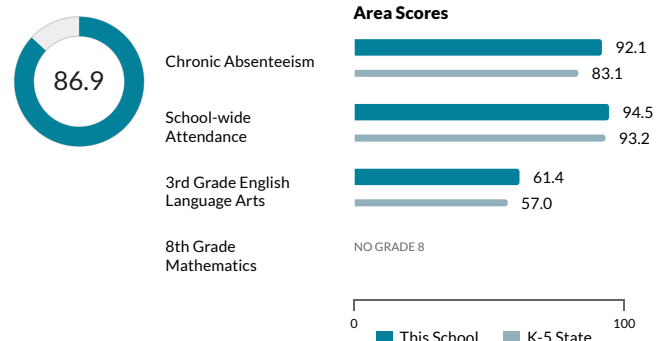 Area Scores
86.9
Chronic Absenteeism
92.1
83.1
School-wide
Attendance
94.5
93.2
3rd Grade English
Language Arts
61.4
57.0
8th Grade
Mathematics
NO GRADE 8
0
100
This School
K-5 State